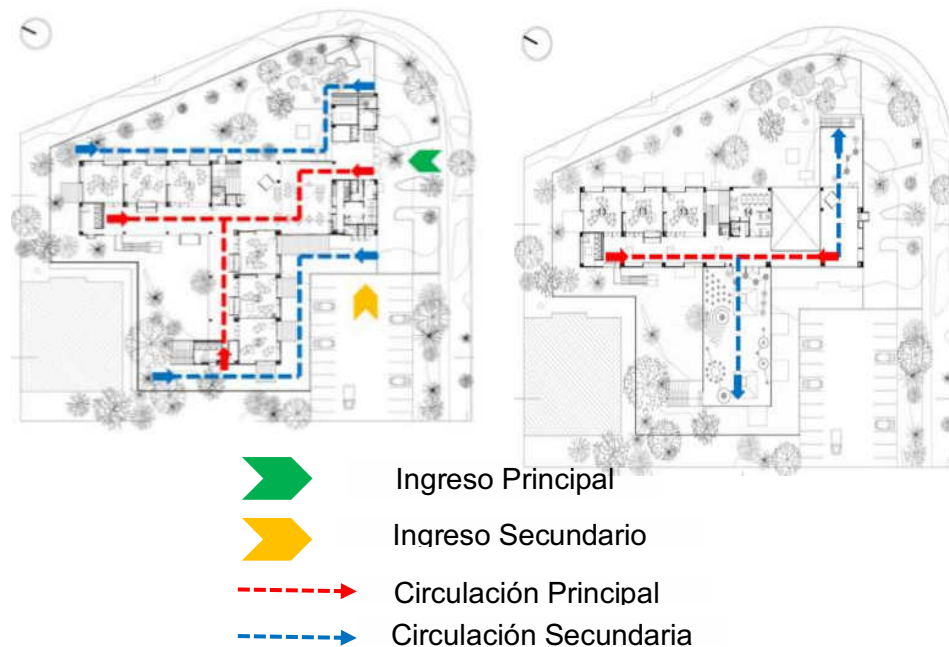 Ingreso Principal
Ingreso Secundario
Circulación Principal
Circulación Secundaria